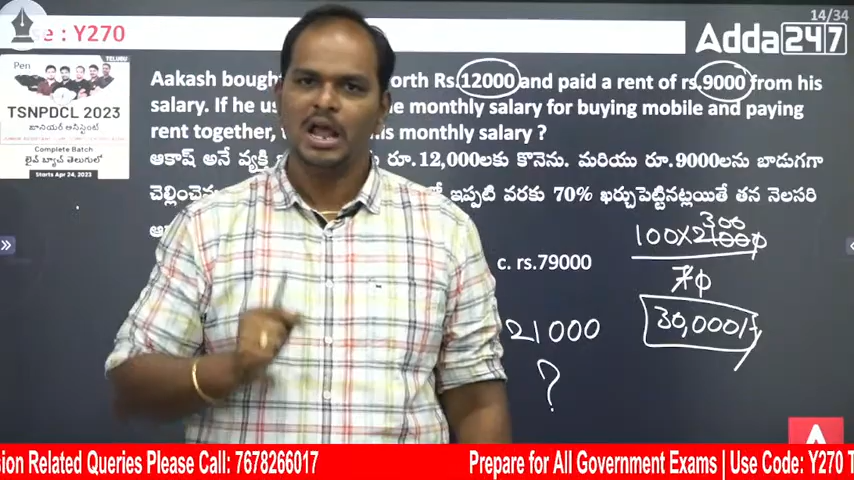 se : Y270
14/34
Adda247
Pen
TELUGU
TSNPDCL 2023
జూనియర్ అసిస్టెంట్
Complete Batch
లైవ్ బ్యాచ్ తెలుగులో
Starts Apr 24, 2023
Aakash bough orth Rs.12000 and paid a rent of rs.9000 from his
salary. If he us e monthly salary for buying mobile and paying
rent together, is monthly salary ?
ఆకాష్ అనే వ్యక్తి రూ.12,000లకు కొనెను. మరియు రూ.9000లను బాడుగగా
చెల్లించెను ఇప్పటి వరకు 70% ఖర్చుపెట్టినట్లయితే తన నెలసరి
c. rs.79000
300
100x21000
70
30,000/-
21000
?
sion Related Queries Please Call: 7678266017
Prepare for All Government Exams | Use Code: Y270 T